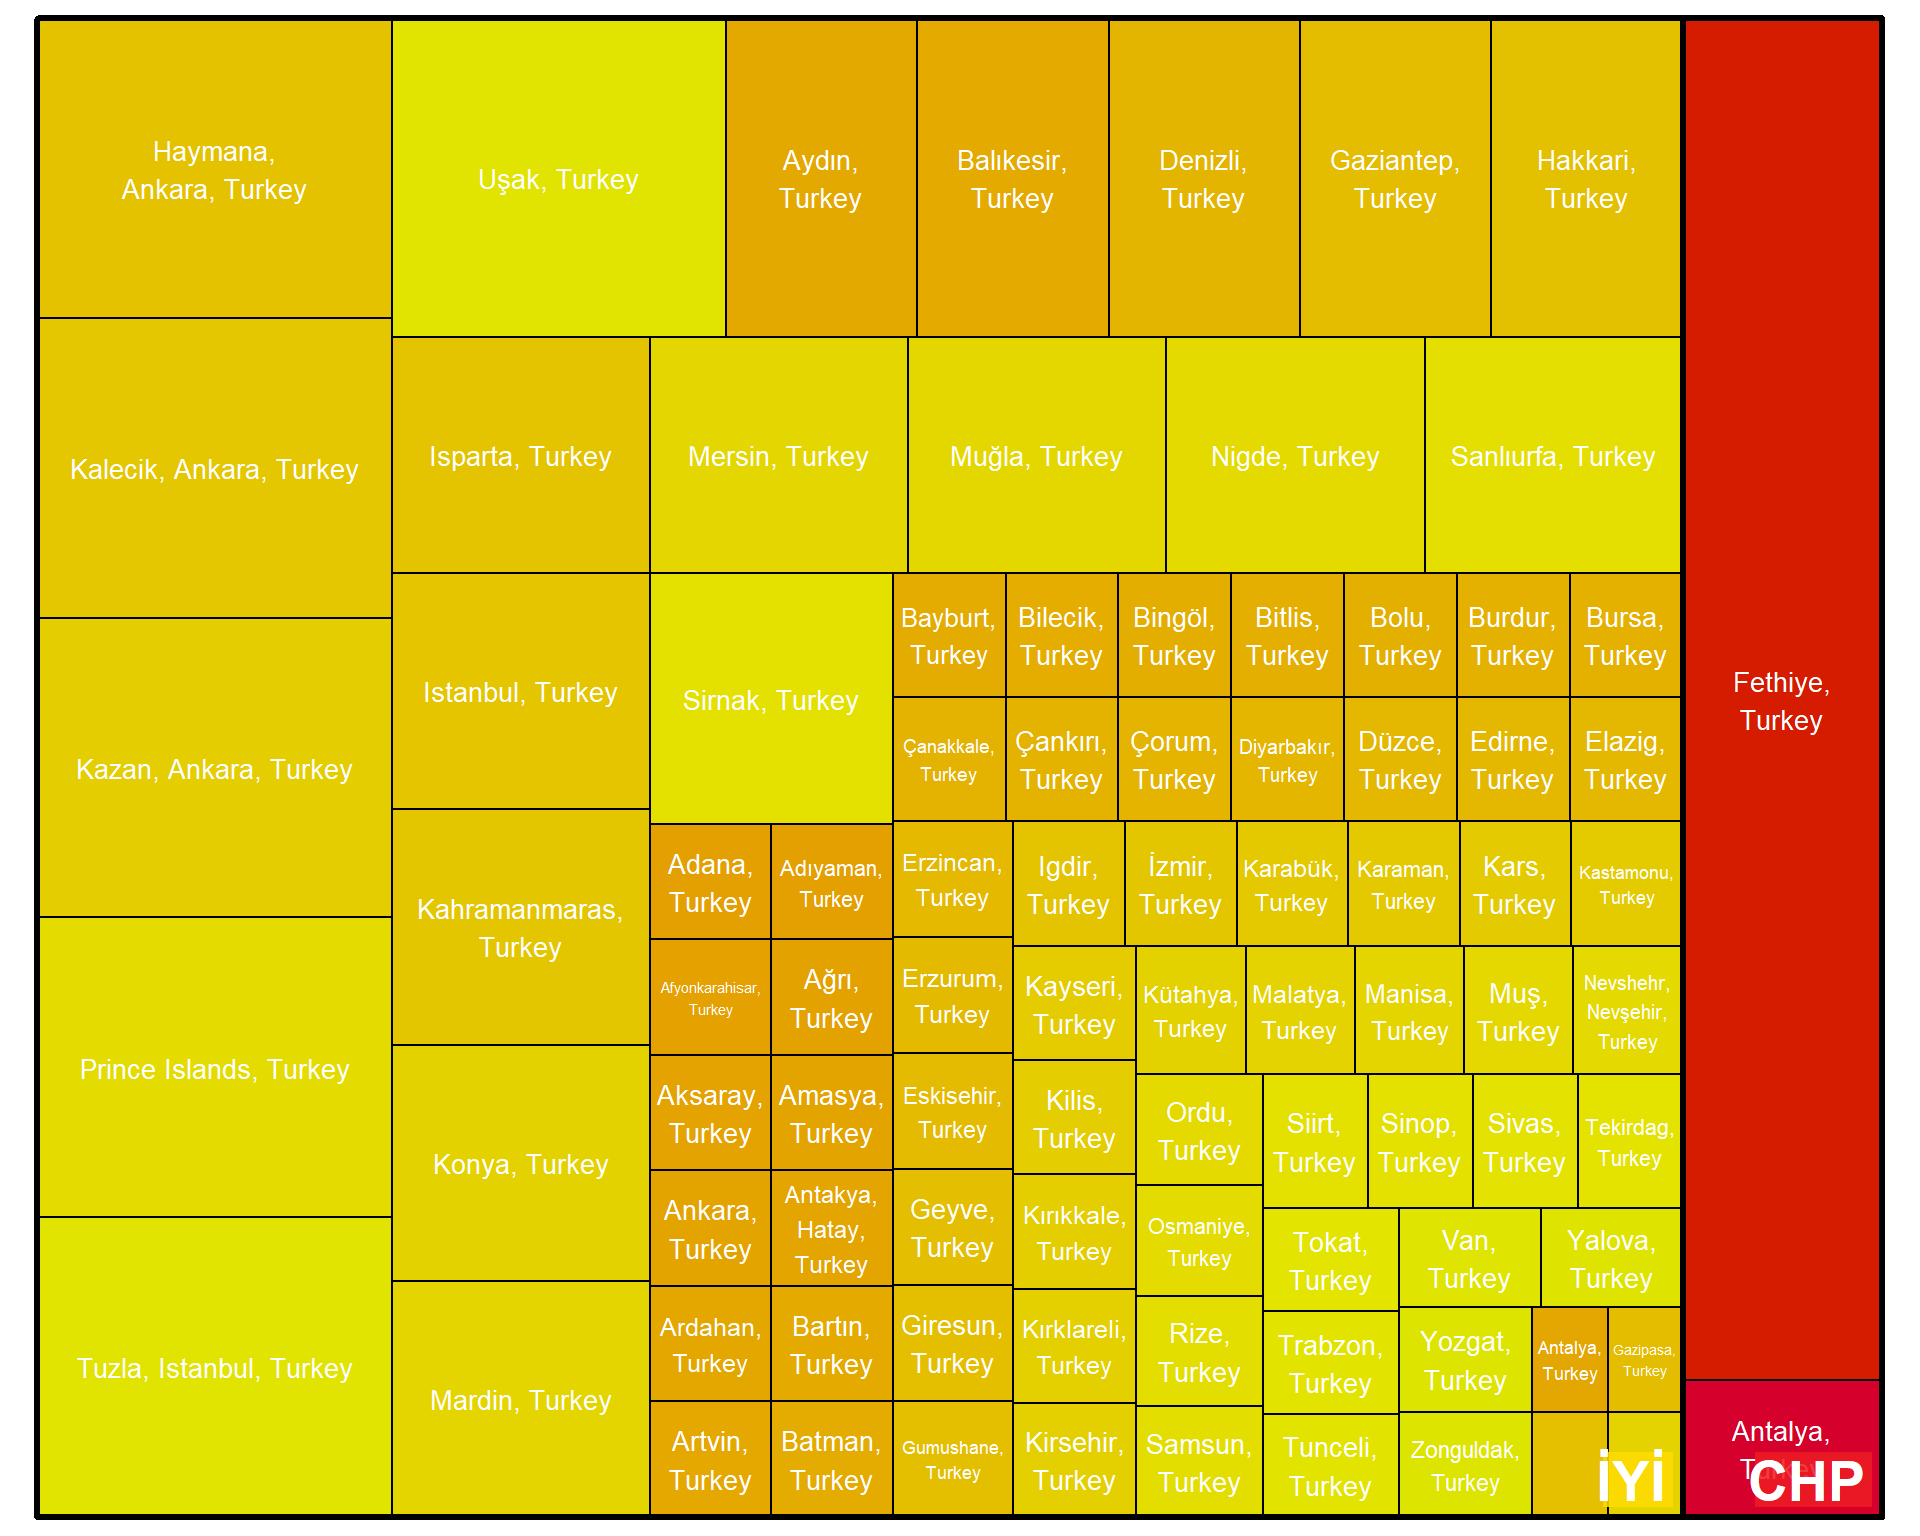 Haymana,
Ankara, Turkey
Kalecik, Ankara, Turkey
Kazan, Ankara, Turkey
Prince Islands, Turkey
Tuzla, Istanbul, Turkey
Uşak, Turkey
Aydın,
Turkey
Balıkesir,
Turkey
Denizli,
Turkey
Gaziantep,
Turkey
Hakkari,
Turkey
Isparta, Turkey
Mersin, Turkey
Muğla, Turkey
Nigde, Turkey
Sanlıurfa, Turkey
Istanbul, Turkey
Kahramanmaras,
Turkey
Konya, Turkey
Mardin, Turkey
Sirnak, Turkey
Bayburt,
Turkey
Bilecik,
Turkey
Bingöl,
Turkey
Bitlis,
Turkey
Bolu,
Turkey
Burdur,
Turkey
Bursa,
Turkey
Çanakkale,
Turkey
Çankırı,
Turkey
Çorum,
Turkey
Diyarbakır,
Turkey
Düzce,
Turkey
Edirne,
Turkey
Elazig,
Turkey
Adana,
Turkey
Adıyaman,
Turkey
Afyonkarahisar,
Turkey
Ağrı,
Turkey
Aksaray,
Turkey
Amasya,
Turkey
Ankara,
Turkey
Antakya,
Hatay,
Turkey
Ardahan,
Turkey
Bartın,
Turkey
Artvin,
Turkey
Batman,
Turkey
Erzincan,
Turkey
Erzurum,
Turkey
Eskisehir,
Turkey
Geyve,
Turkey
Giresun,
Turkey
Gumushane,
Turkey
Igdir,
Turkey
İzmir,
Turkey
Karabük,
Turkey
Karaman,
Turkey
Kars,
Turkey
Kastamonu,
Turkey
Kayseri,
Turkey
Kilis,
Turkey
Kırıkkale,
Turkey
Kırklareli,
Turkey
Kirsehir,
Turkey
Kütahya,
Turkey
Malatya,
Turkey
Manisa,
Turkey
Muş,
Turkey
Nevshehr,
Nevşehir,
Turkey
Ordu,
Turkey
Osmaniye,
Turkey
Rize,
Turkey
Samsun,
Turkey
Siirt,
Turkey
Sinop,
Turkey
Sivas,
Turkey
Tekirdag,
Turkey
Tokat,
Turkey
Trabzon,
Turkey
Tunceli,
Turkey
Van,
Turkey
Yalova,
Turkey
Yozgat,
Turkey
Zonguldak,
Turkey
Antalya,
Turkey
Gazipasa,
Turkey
İYİ
Fethiye,
Turkey
Antalya,
CHP